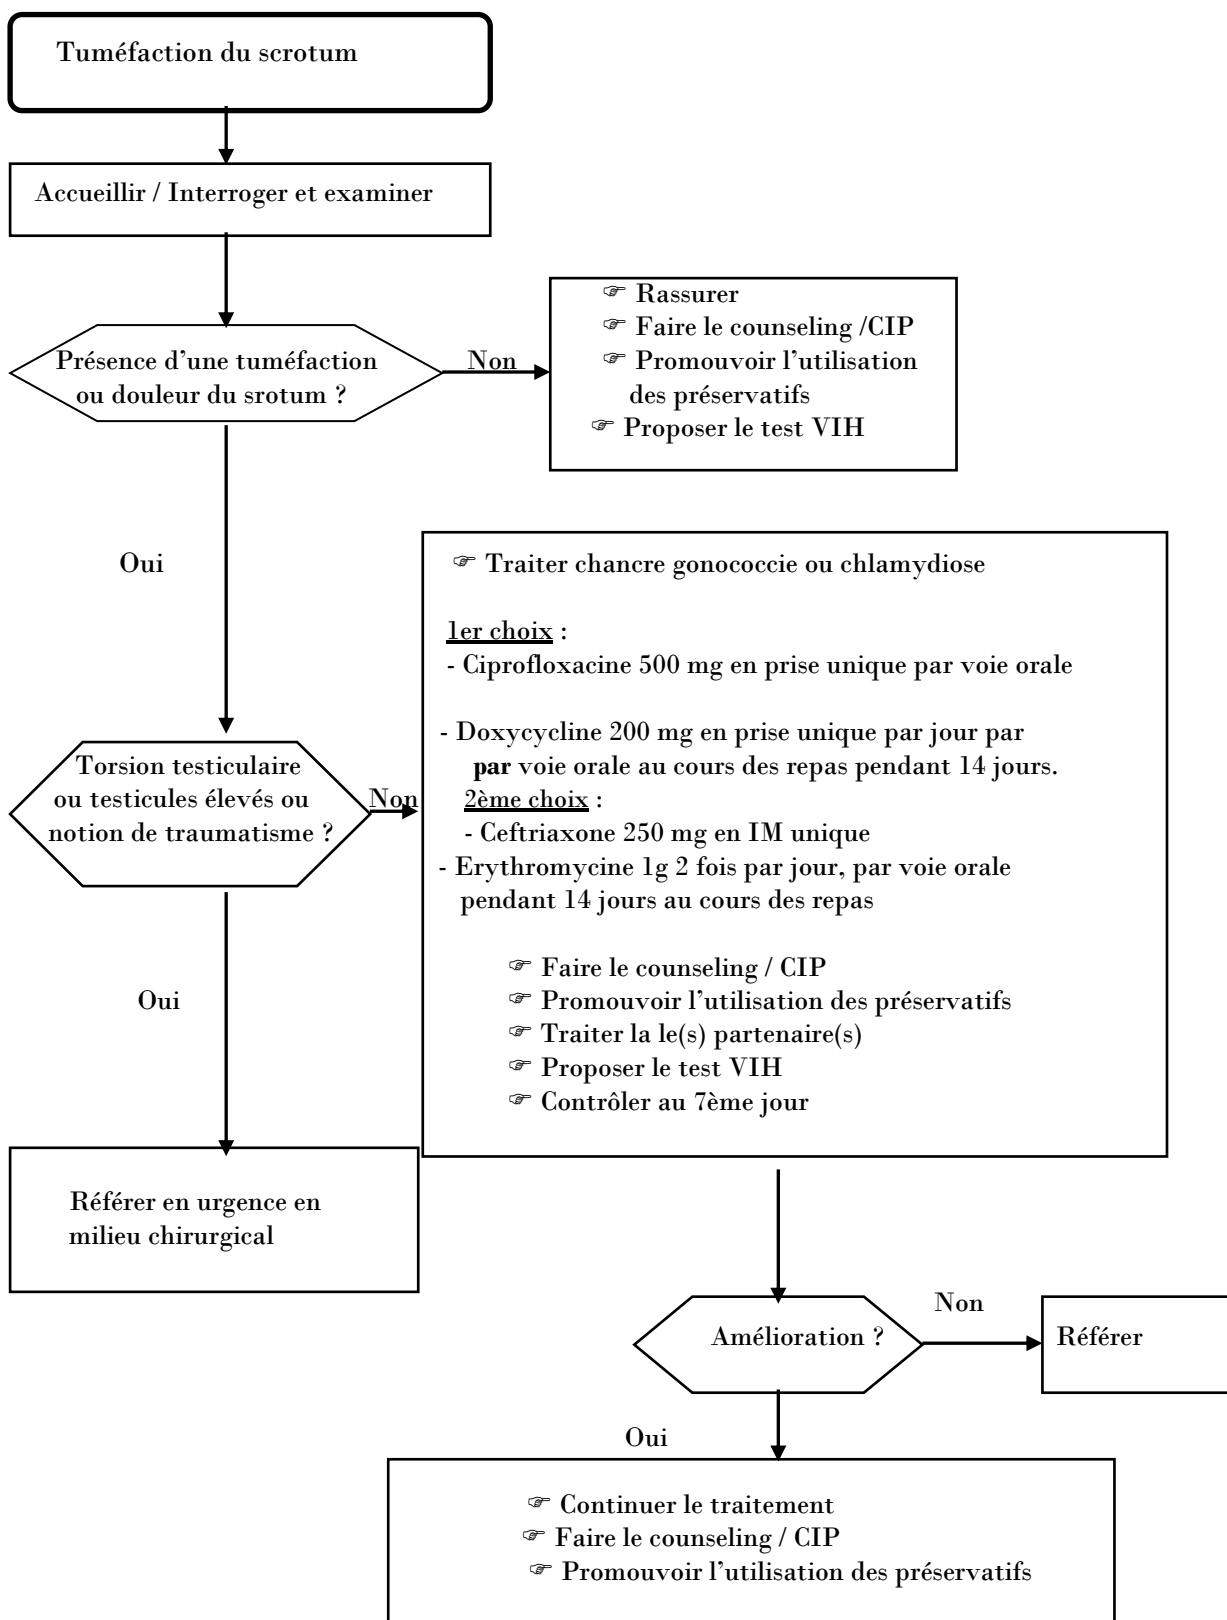 Tuméfaction du scrotum
Accueillir / Interroger et examiner
☞ Rassurer
☞ Faire le counseling /CIP
☞ Promouvoir l'utilisation
des préservatifs
☞ Proposer le test VIH
Présence d'une tuméfaction
ou douleur du srotum ?
Non
Oui
☞ Traiter chancre gonococcie ou chlamydiose
1er choix :
- Ciprofloxacine 500 mg en prise unique par voie orale
- Doxycycline 200 mg en prise unique par jour par
par voie orale au cours des repas pendant 14 jours.
2ème choix :
- Ceftriaxone 250 mg en IM unique
- Erythromycine 1g 2 fois par jour, par voie orale
pendant 14 jours au cours des repas
☞ Faire le counseling / CIP
☞ Promouvoir l'utilisation des préservatifs
☞ Traiter la le(s) partenaire(s)
☞ Proposer le test VIH
☞ Contrôler au 7ème jour
Torsion testiculaire
ou testicules élevés ou
notion de traumatisme ?
Non
Oui
Référer en urgence en
milieu chirurgical
Amélioration ?
Non
Référer
Oui
☞ Continuer le traitement
☞ Faire le counseling / CIP
☞ Promouvoir l'utilisation des préservatifs